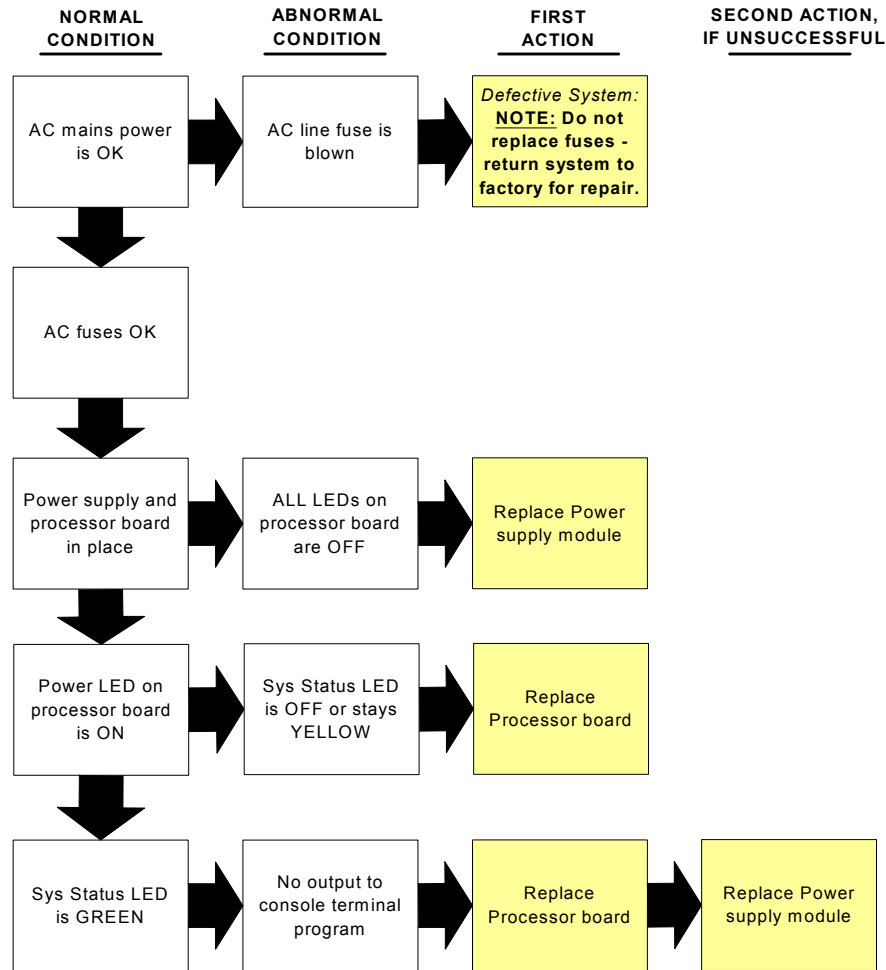 NORMAL
CONDITION
ABNORMAL
CONDITION
FIRST
ACTION
SECOND ACTION,
IF UNSUCCESSFUL
AC mains power
is OK
AC line fuse is
blown
Defective System:
NOTE: Do not
replace fuses -
return system to
factory for repair.
AC fuses OK
Power supply and
processor board
in place
ALL LEDs on
processor board
are OFF
Replace Power
supply module
Power LED on
processor board
is ON
Sys Status LED
is OFF or stays
YELLOW
Replace
Processor board
Sys Status LED
is GREEN
No output to
console terminal
program
Replace
Processor board
Replace Power
supply module